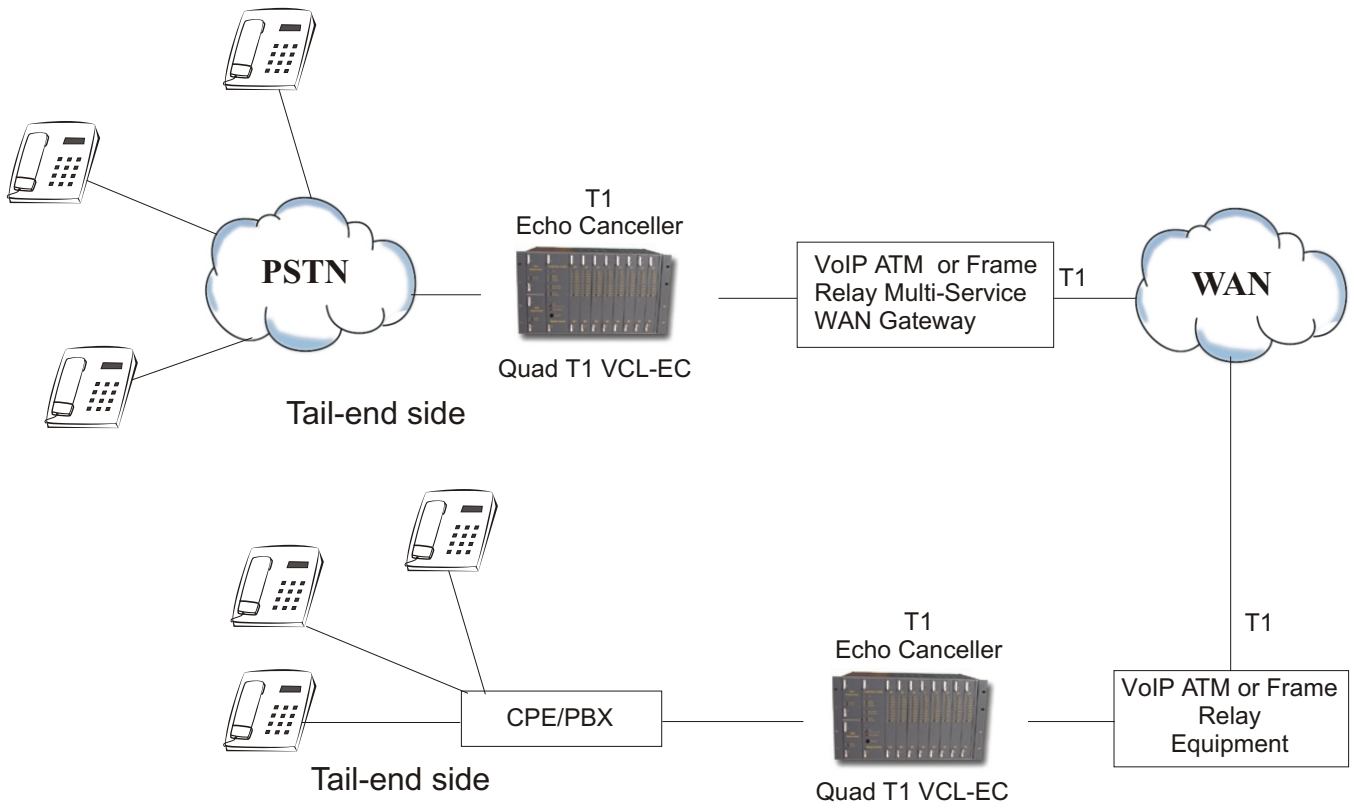 T1
Echo Canceller
PSTN
VoIP ATM or Frame
Relay Multi-Service
WAN Gateway
T1
WAN
Quad T1 VCL-EC
Tail-end side
T1
T1
Echo Canceller
CPE/PBX
VoIP ATM or Frame
Relay
Equipment
Tail-end side
Quad T1 VCL-EC